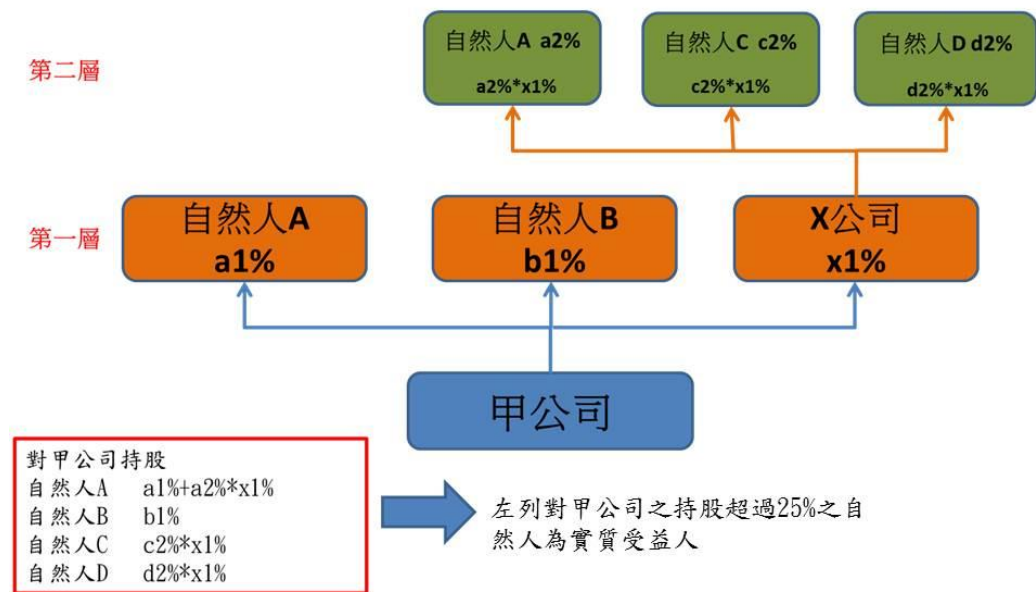 第二層
自然人A a2%
a2%*x1%
自然人C c2%
c2%*x1%
自然人D d2%
d2%*x1%
第一層
自然人A
a1%
自然人B
b1%
X公司
x1%
甲公司
對甲公司持股
自然人A a1%+a2%*x1%
自然人B b1%
自然人C c2%*x1%
自然人D d2%*x1%
左列對甲公司之持股超過25%之自
然人為實質受益人